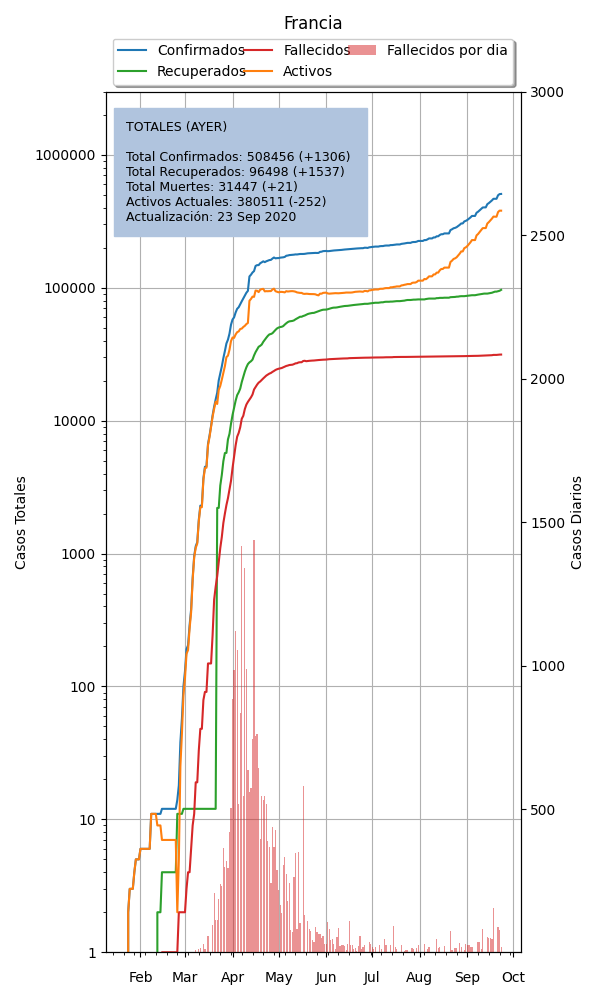 Francia
Confirmados Fallecidos Fallecidos por dia
Recuperados Activos
TOTALES (AYER)
Total Confirmados: 508456 (+1306)
Total Recuperados: 96498 (+1537)
Total Muertes: 31447 (+21)
Activos Actuales: 380511 (-252)
Actualización: 23 Sep 2020
Casos Totales
1000000
100000
10000
1000
100
10
1
Casos Diarios
3000
2500
2000
1500
1000
500
Feb Mar Apr May Jun Jul Aug Sep Oct